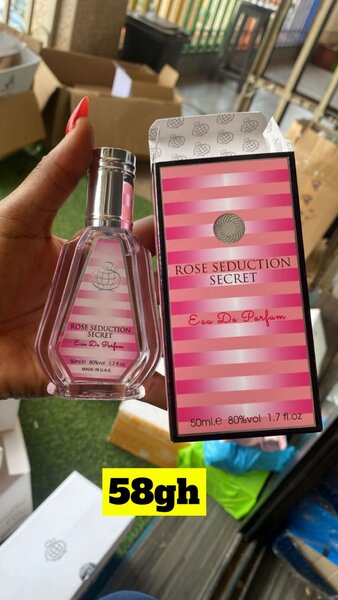 ROSE SEDUCTION
SECRET
Eau De Parfum
50ml.e 80%vol 1.7 fl.oz
ROSE SEDUCTION
SECRET
Eau De Parfum
50ml.e 80%vol 1.7 fl.oz
MADE IN U.A.E.
58gh